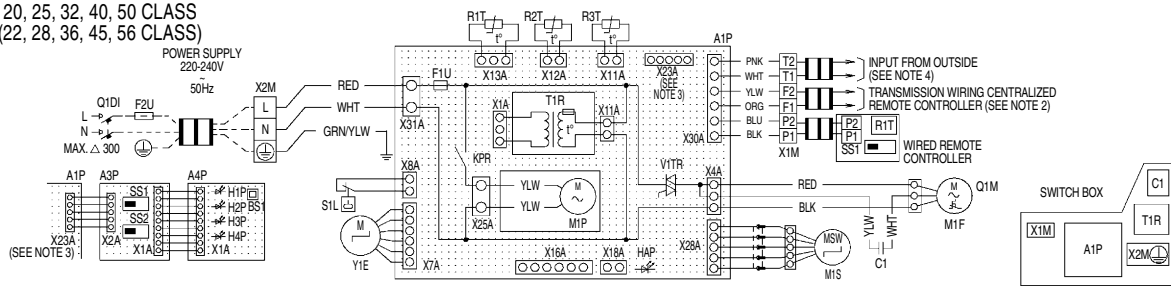 20, 25, 32, 40, 50 CLASS
(22, 28, 36, 45, 56 CLASS)
POWER SUPPLY
220-240V
~
50Hz
Q1DI
F2U
L
N
MAX. △ 300
X2M
L
N
RED
WHT
GRN/YLW
R1T
t°
R2T
t°
R3T
t°
X13A
X12A
X11A
X23A
(SEE
NOTE 3)
A1P
F1U
X31A
X1A
T1R
t°
X11A
X30A
PNK
T2
WHT
T1
YLW
F2
ORG
F1
BLU
P2
BLK
P1
X1M
INPUT FROM OUTSIDE
(SEE NOTE 4)
TRANSMISSION WIRING CENTRALIZED
REMOTE CONTROLLER (SEE NOTE 2)
P2
P1
SS1
R1T
WIRED REMOTE
CONTROLLER
KPR
X8A
S1L
YLW
YLW
M
~
M1P
X25A
V1TR
X4A
RED
BLK
YLW
WHT
C1
M
~
Q1M
M1F
M
Y1E
X7A
X16A
X18A
HAP
X28A
MSW
M1S
A1P
X23A
(SEE NOTE 3)
A3P
SS1
SS2
X2A
X1A
A4P
H1P
H2P
H3P
H4P
BS1
X1A
SWITCH BOX
C1
T1R
X1M
A1P
X2M